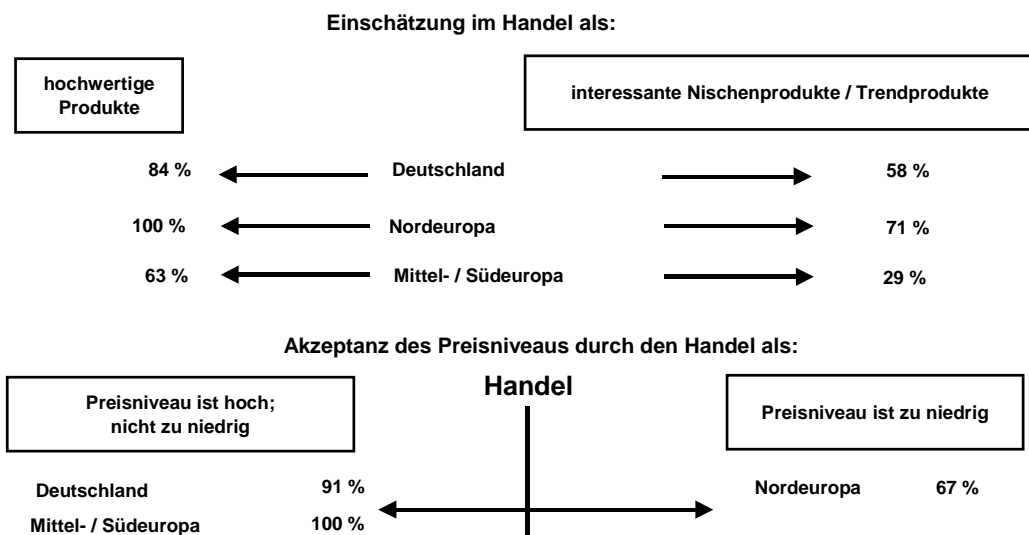 Einschätzung im Handel als:
hochwertige
Produkte
interessante Nischenprodukte / Trendprodukte
84 % Deutschland 58 %
100 % Nordeuropa 71 %
63 % Mittel- / Südeuropa 29 %
Akzeptanz des Preisniveaus durch den Handel als:
Handel
Preisniveau ist hoch;
nicht zu niedrig
Preisniveau ist zu niedrig
Deutschland 91 %
Nordeuropa 67 %
Mittel- / Südeuropa 100 %